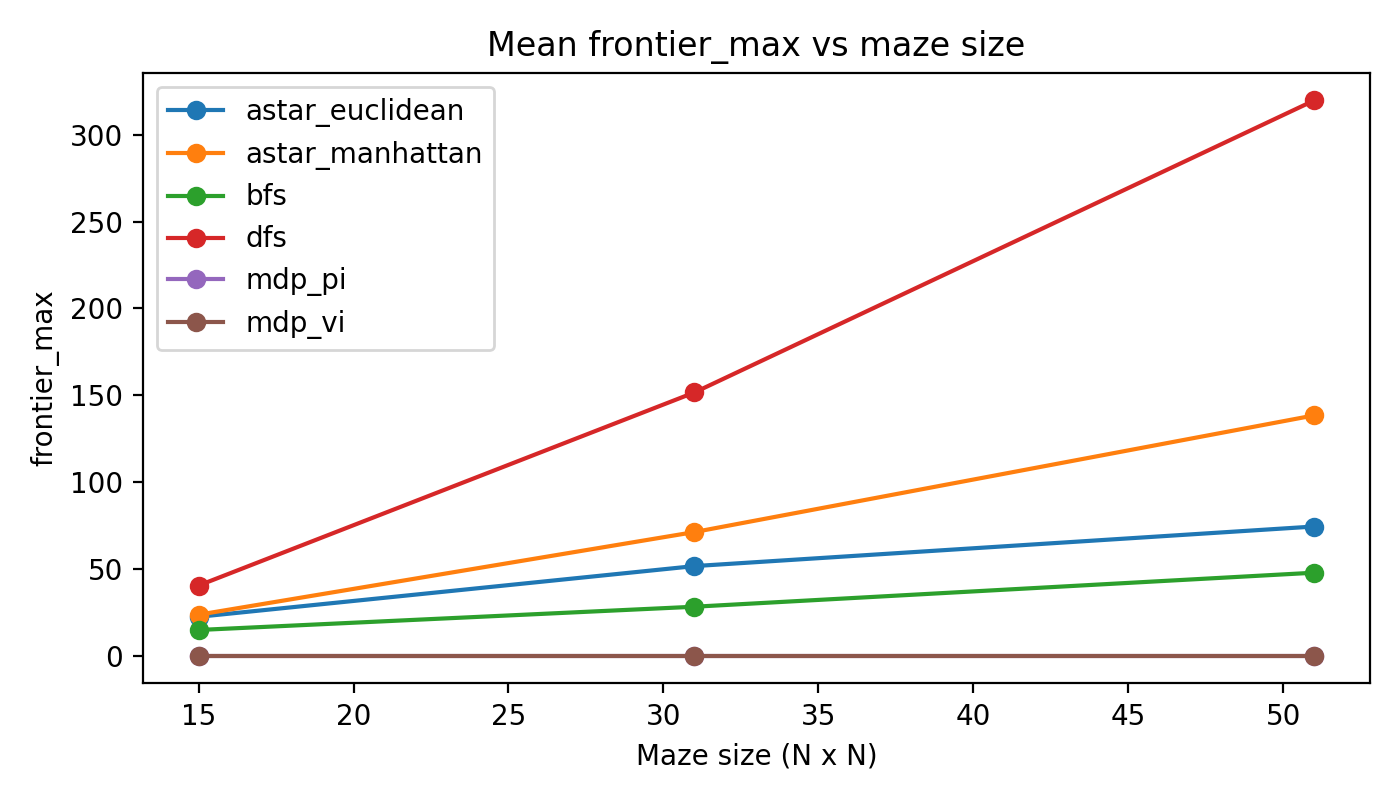 Mean frontier_max vs maze size
astar_euclidean
astar_manhattan
bfs
dfs
mdp_pi
mdp_vi
frontier_max
300
250
200
150
100
50
0
15 20 25 30 35 40 45 50
Maze size (N x N)